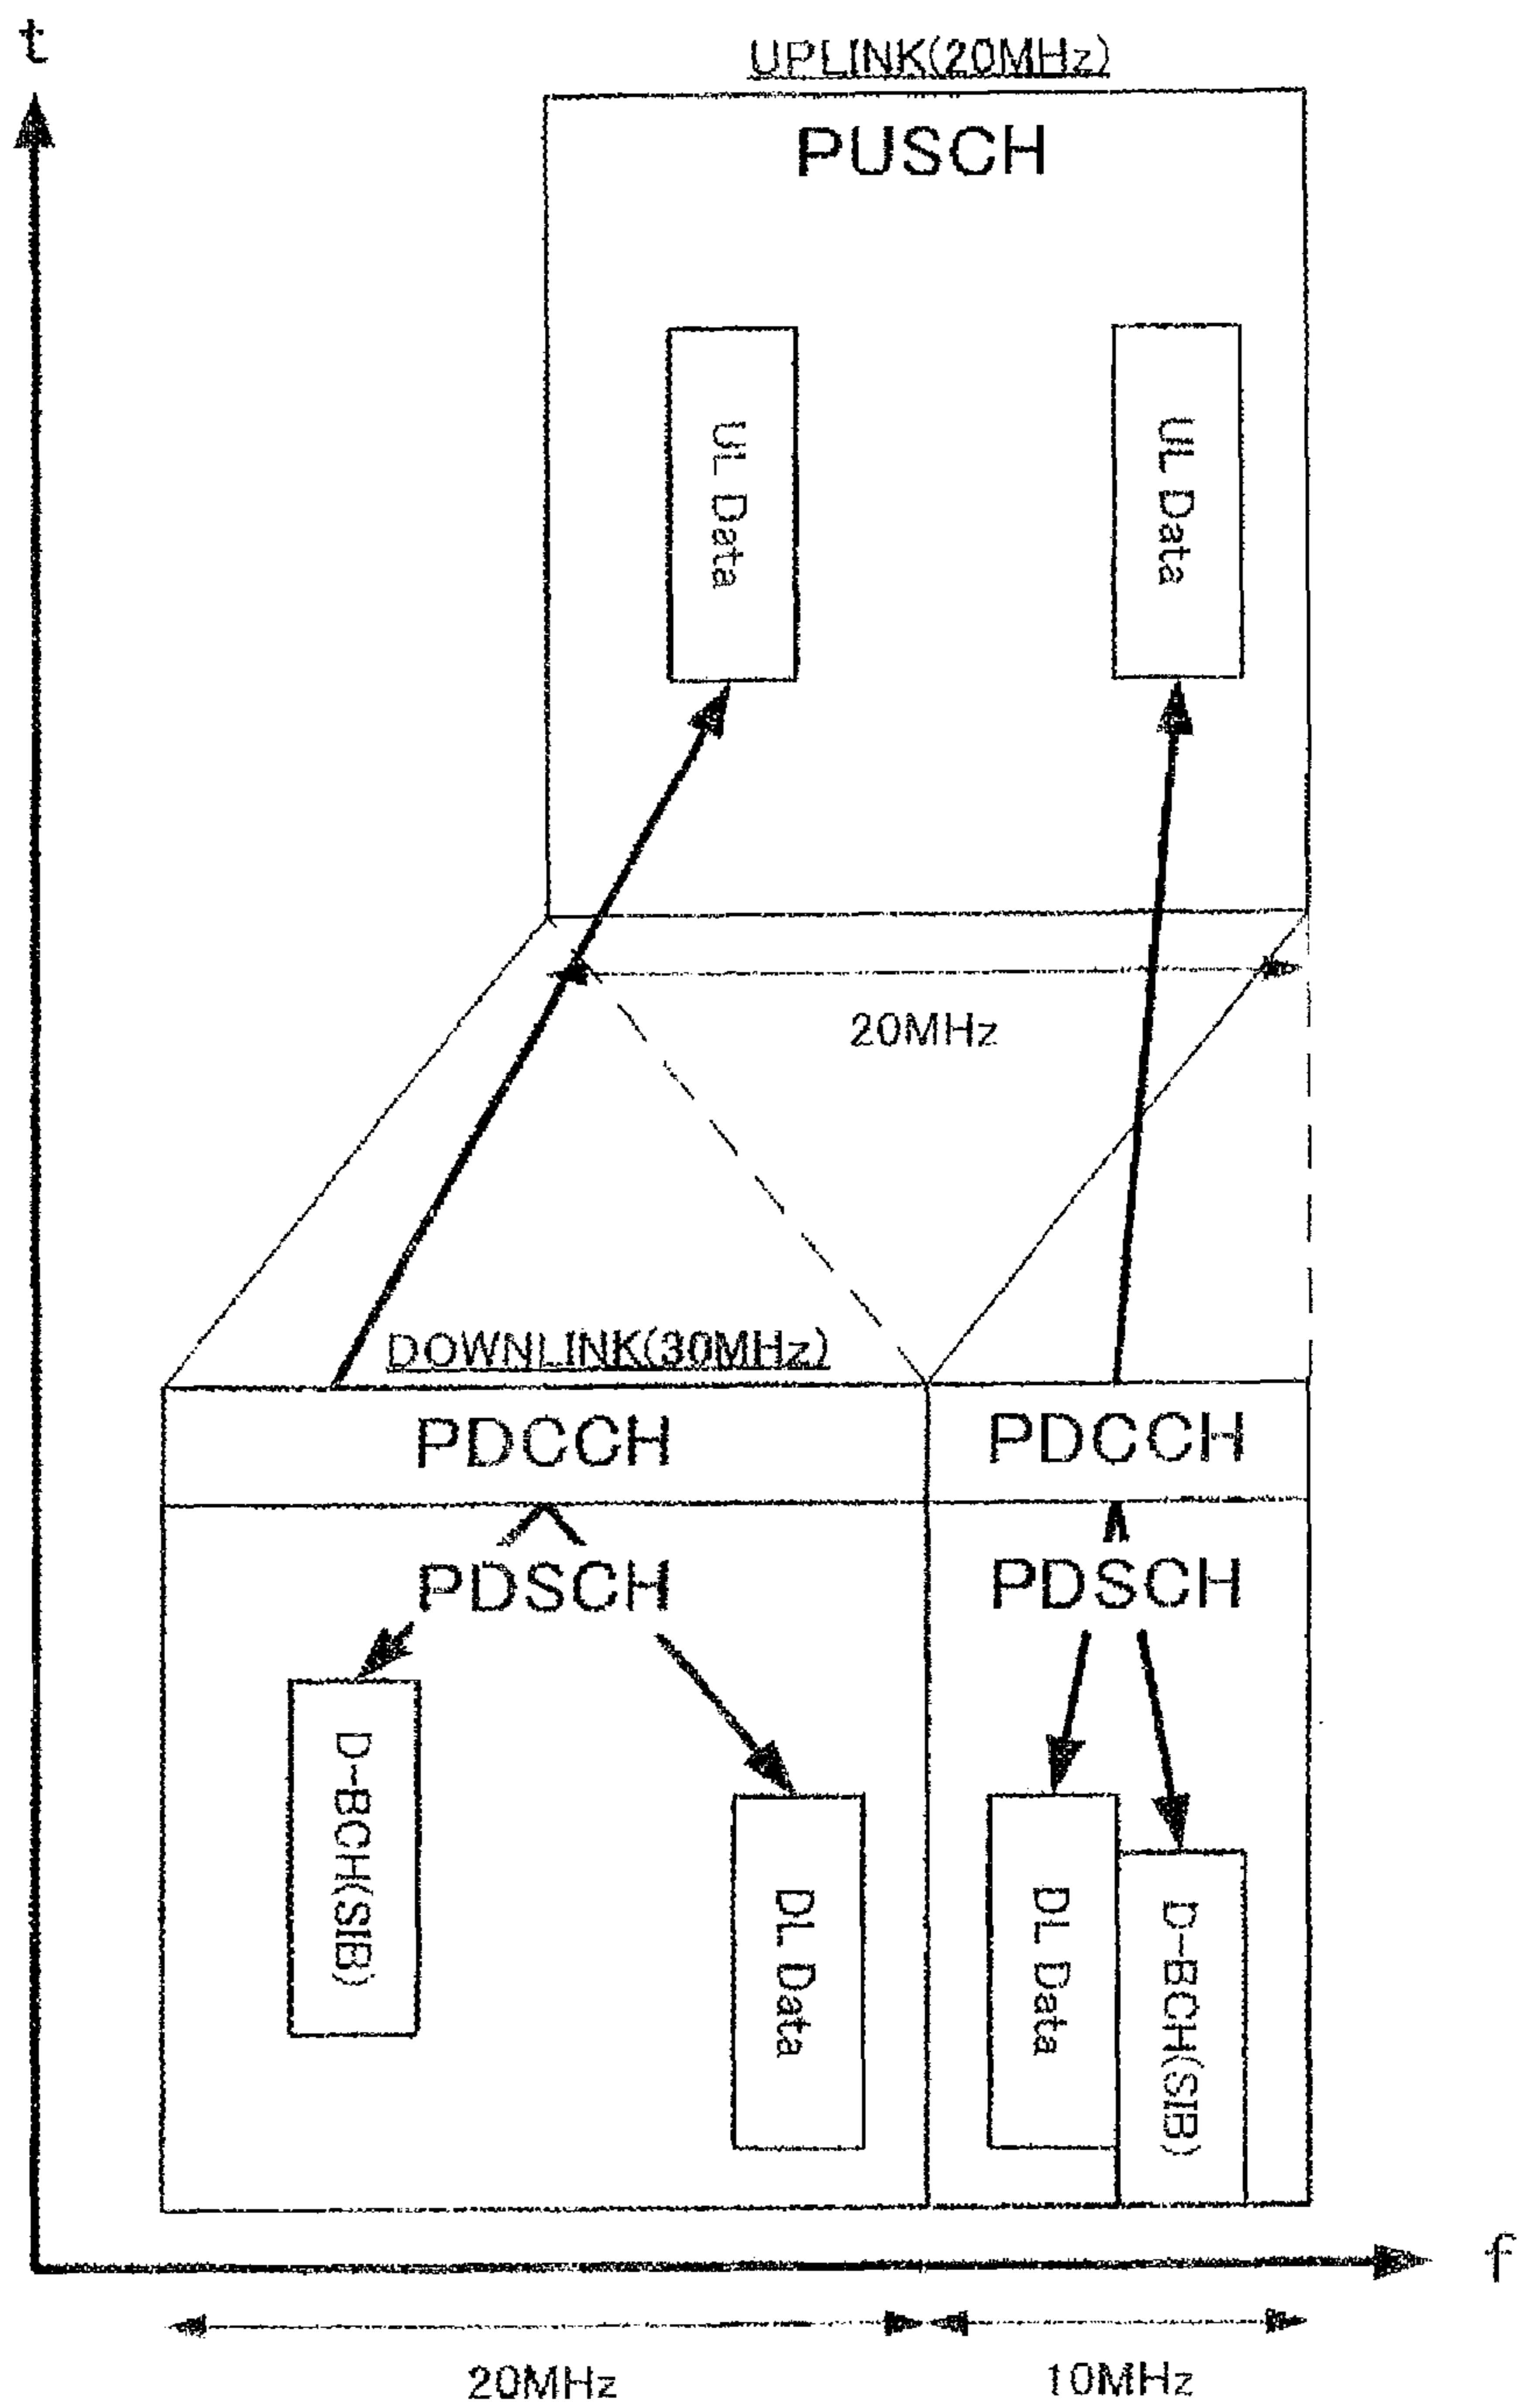 t
UPLINK(20MHz)
PUSCH
UL Data
UL Data
20MHz
DOWNLINK(30MHz)
PDCCH
PDCCH
PDSCH
PDSCH
D-BCH(SIB)
DL Data
DL Data
D-BCH(SIB)
f
20MHz
10MHz